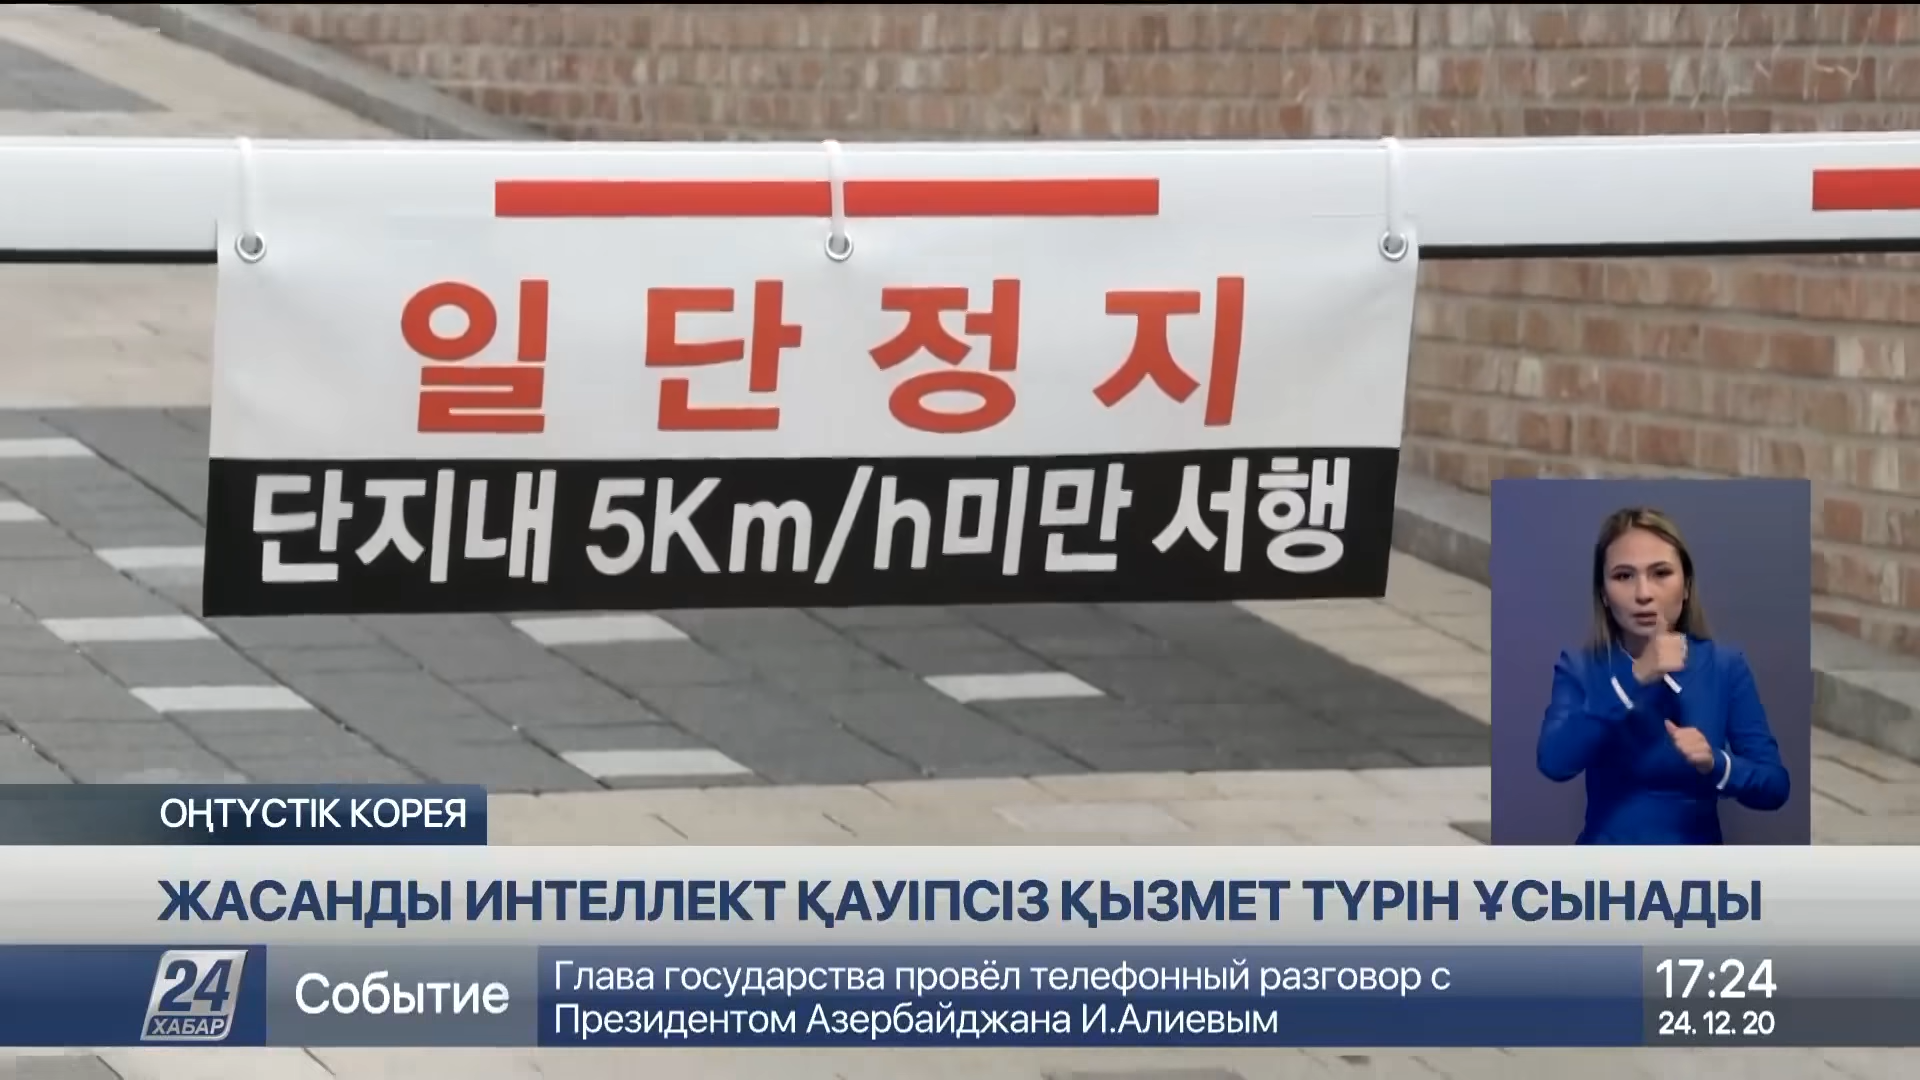 일단정지
단지내 5Km/h미만 서행
ОҢТҮСТІК КОРЕЯ
ЖАСАНДЫ ИНТЕЛЛЕКТ ҚАУІПСІЗ ҚЫЗМЕТ ТҮРІН ҰСЫНАДЫ
24
ХАБАР
Событие
Глава государства провёл телефонный разговор с
Президентом Азербайджана И.Алиевым
17:24
24. 12. 20